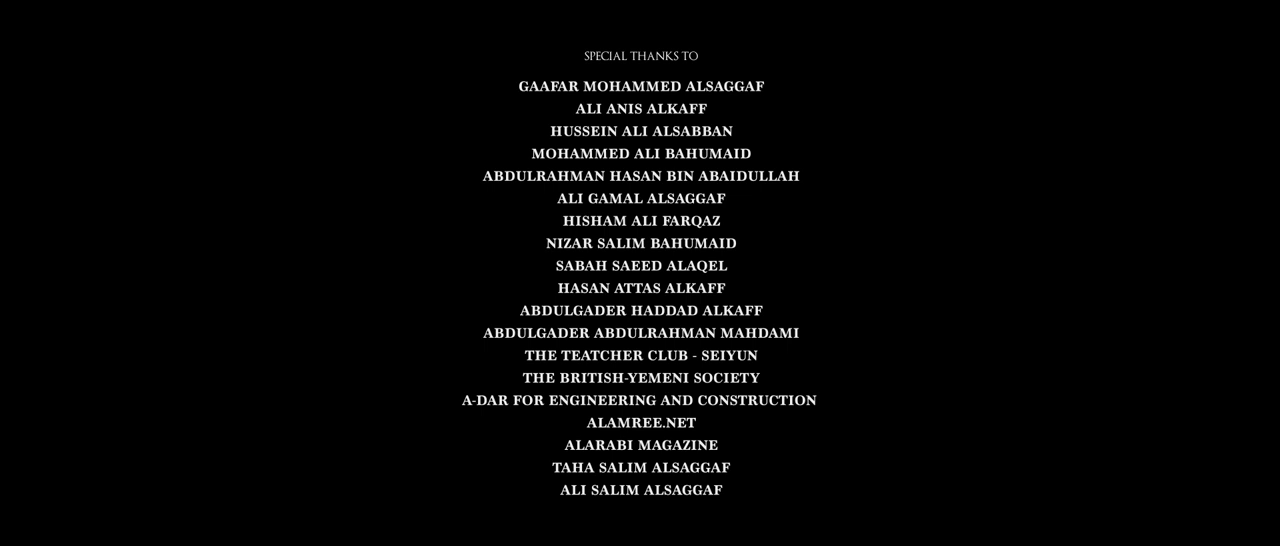 SPECIAL THANKS TO
GAAFAR MOHAMMED ALSAGGAF
ALI ANIS ALKAFF
HUSSEIN ALI ALSABBAN
MOHAMMED ALI BAHUMAID
ABDULRAHMAN HASAN BIN ABAIDULLAH
ALI GAMAL ALSAGGAF
HISHAM ALI FARQAZ
NIZAR SALIM BAHUMAID
SABAH SAEED ALAQEL
HASAN ATTAS ALKAFF
ABDULGADER HADDAD ALKAFF
ABDULGADER ABDULRAHMAN MAHDAMI
THE TEATCHER CLUB - SEIYUN
THE BRITISH-YEMENI SOCIETY
A-DAR FOR ENGINEERING AND CONSTRUCTION
ALAMREE.NET
ALARABI MAGAZINE
TAHA SALIM ALSAGGAF
ALI SALIM ALSAGGAF